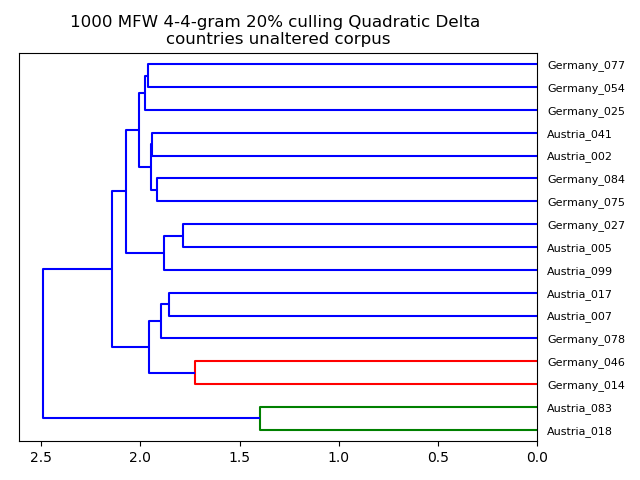 1000 MFW 4-4-gram 20% culling Quadratic Delta
countries unaltered corpus
Germany_077
Germany_054
Germany_025
Austria_041
Austria_002
Germany_084
Germany_075
Germany_027
Austria_005
Austria_099
Austria_017
Austria_007
Germany_078
Germany_046
Germany_014
Austria_083
Austria_018
2.5 2.0 1.5 1.0 0.5 0.0